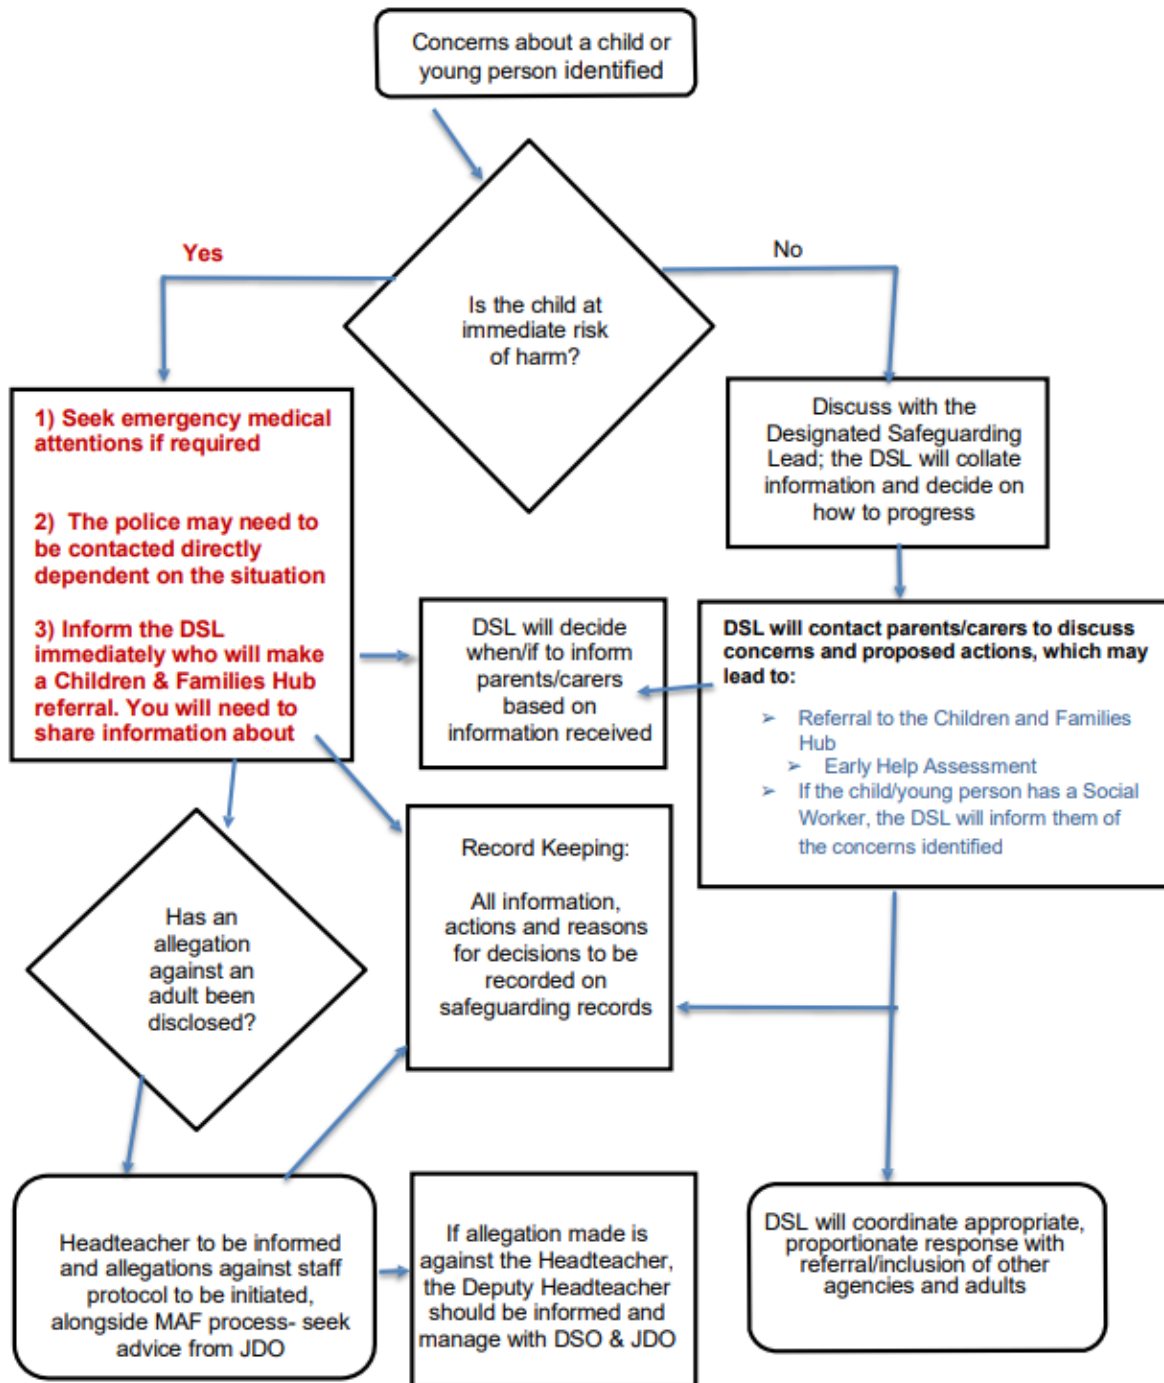 Concerns about a child or
young person identified
Yes
No
Is the child at
immediate risk
of harm?
1) Seek emergency medical
attentions if required
2) The police may need to
be contacted directly
dependent on the situation
3) Inform the DSL
immediately who will make
a Children & Families Hub
referral. You will need to
share information about
Discuss with the
Designated Safeguarding
Lead; the DSL will collate
information and decide on
how to progress
DSL will decide
when/if to inform
parents/carers
based on
information received
DSL will contact parents/carers to discuss
concerns and proposed actions, which may
lead to:
➢ Referral to the Children and Families
Hub
➢ Early Help Assessment
➢ If the child/young person has a Social
Worker, the DSL will inform them of
the concerns identified
Has an
allegation
against an
adult been
disclosed?
Record Keeping:
All information,
actions and reasons
for decisions to be
recorded on
safeguarding records
Headteacher to be informed
and allegations against staff
protocol to be initiated,
alongside MAF process- seek
advice from JDO
If allegation made is
against the Headteacher,
the Deputy Headteacher
should be informed and
manage with DSO & JDO
DSL will coordinate appropriate,
proportionate response with
referral/inclusion of other
agencies and adults